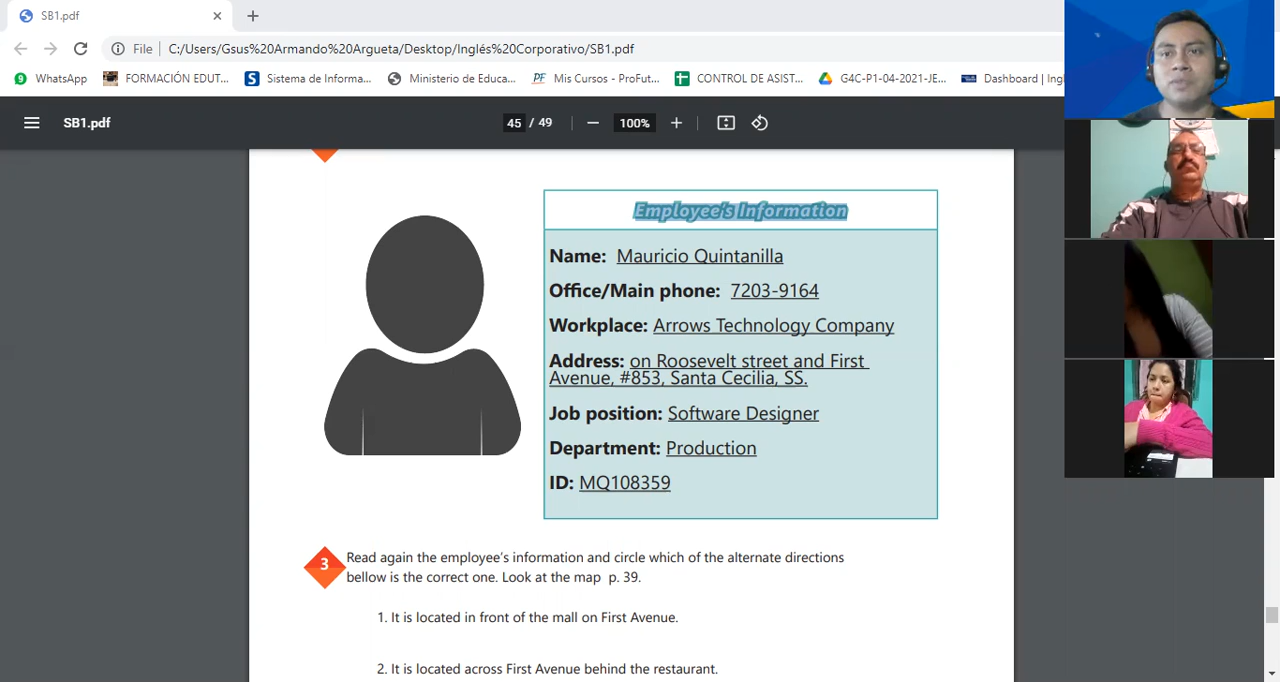 SB1.pdf
File C:/Users/Gsus%20Armando%20Argueta/Desktop/Inglés%20Corporativo/SB1.pdf
9 WhatsApp FORMACIÓN EDUT... S Sistema de Informa... Ministerio de Educa... PF Mis Cursos - ProFut... CONTROL DE ASIST... G4C-P1-04-2021-JE... Dashboard | Ingl
SB1.pdf 45 / 49 100%
Employee's Information
Name: Mauricio Quintanilla
Office/Main phone: 7203-9164
Workplace: Arrows Technology Company
Address: on Roosevelt street and First
Avenue, #853, Santa Cecilia, SS.
Job position: Software Designer
Department: Production
ID: MQ108359
3 Read again the employee's information and circle which of the alternate directions
bellow is the correct one. Look at the map p. 39.
1. It is located in front of the mall on First Avenue.
2. It is located across First Avenue behind the restaurant.